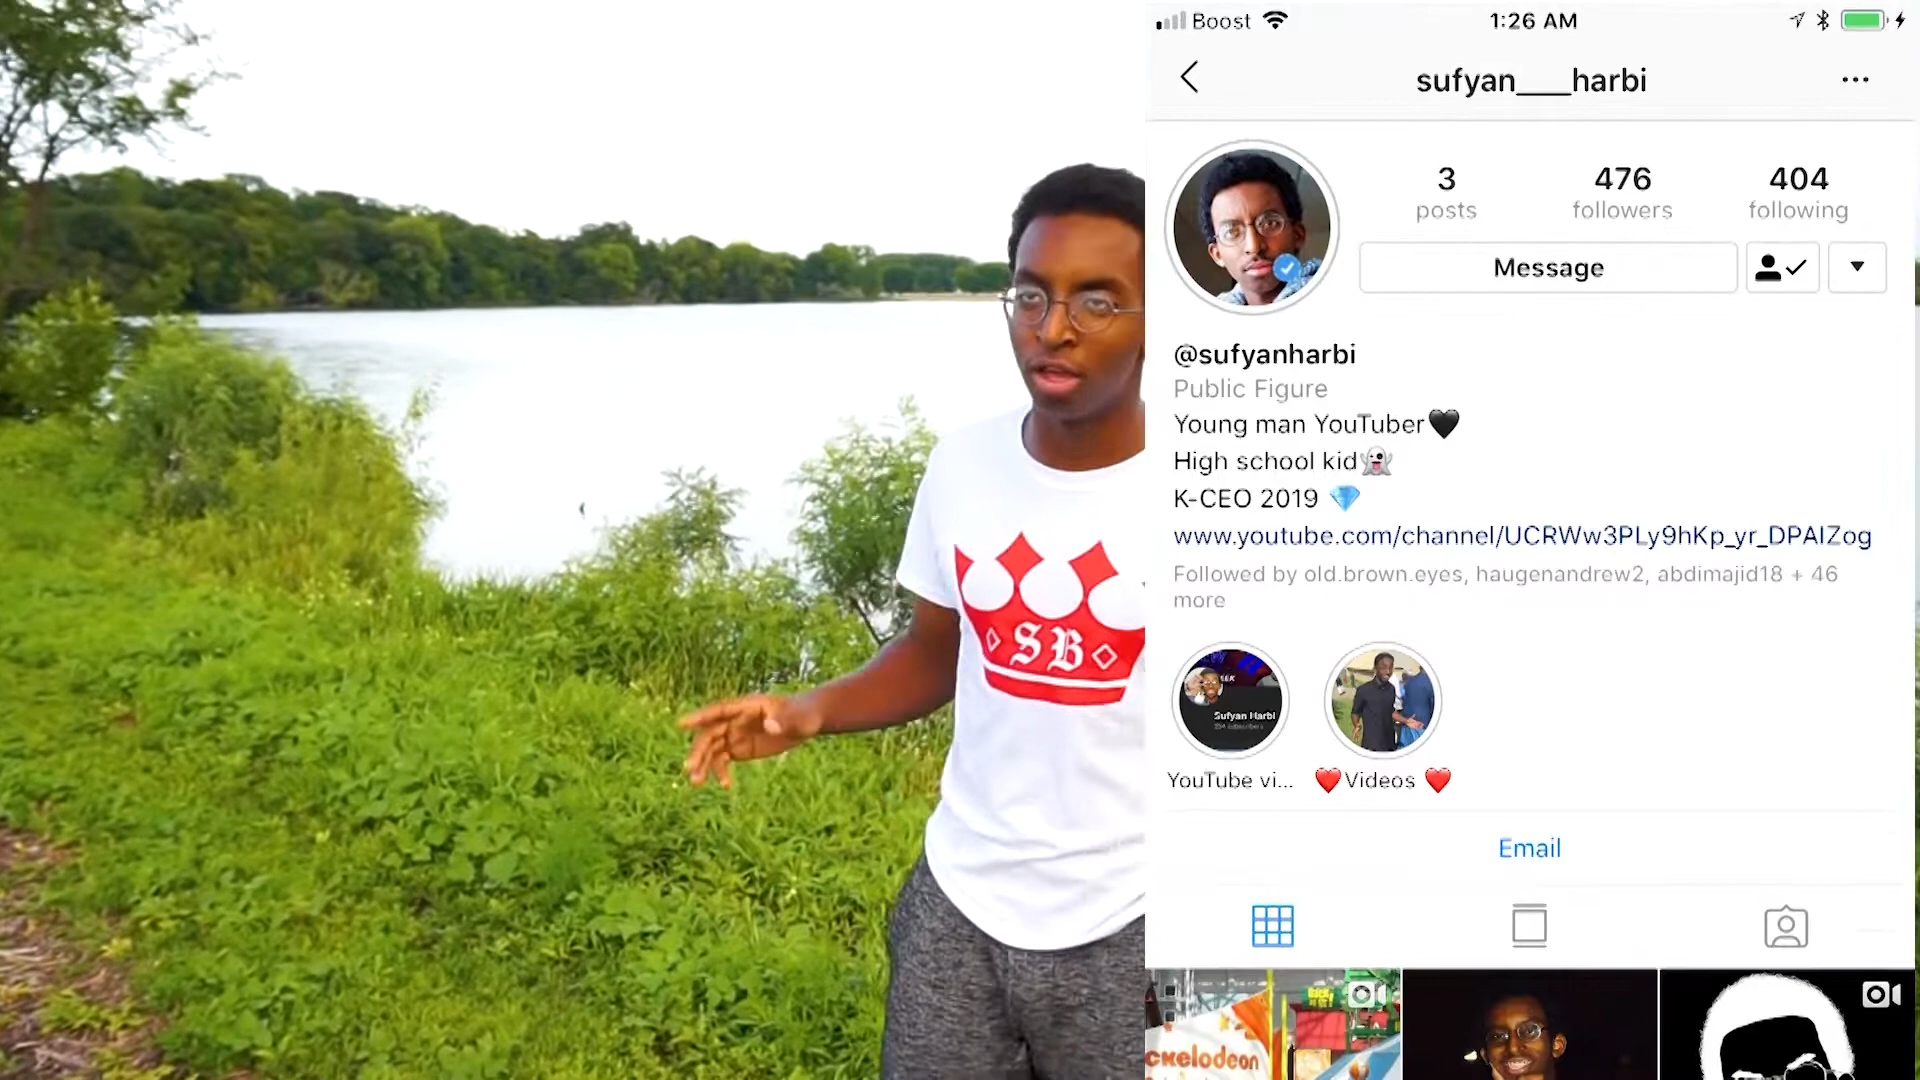 Boost
1:26 AM
sufyan___harbi
3
476
404
posts
followers
following
Message
@sufyanharbi
Public Figure
Young man YouTuber🖤
High school kid👻
K-CEO 2019 💎
www.youtube.com/channel/UCRWw3PLy9hKp_yr_DPAIZog
Followed by old.brown.eyes, haugenandrew2, abdimajid18 + 46
more
SB
Sufyan Harbi
YouTube vi...
❤️Videos ❤️
Email
ckelodeon